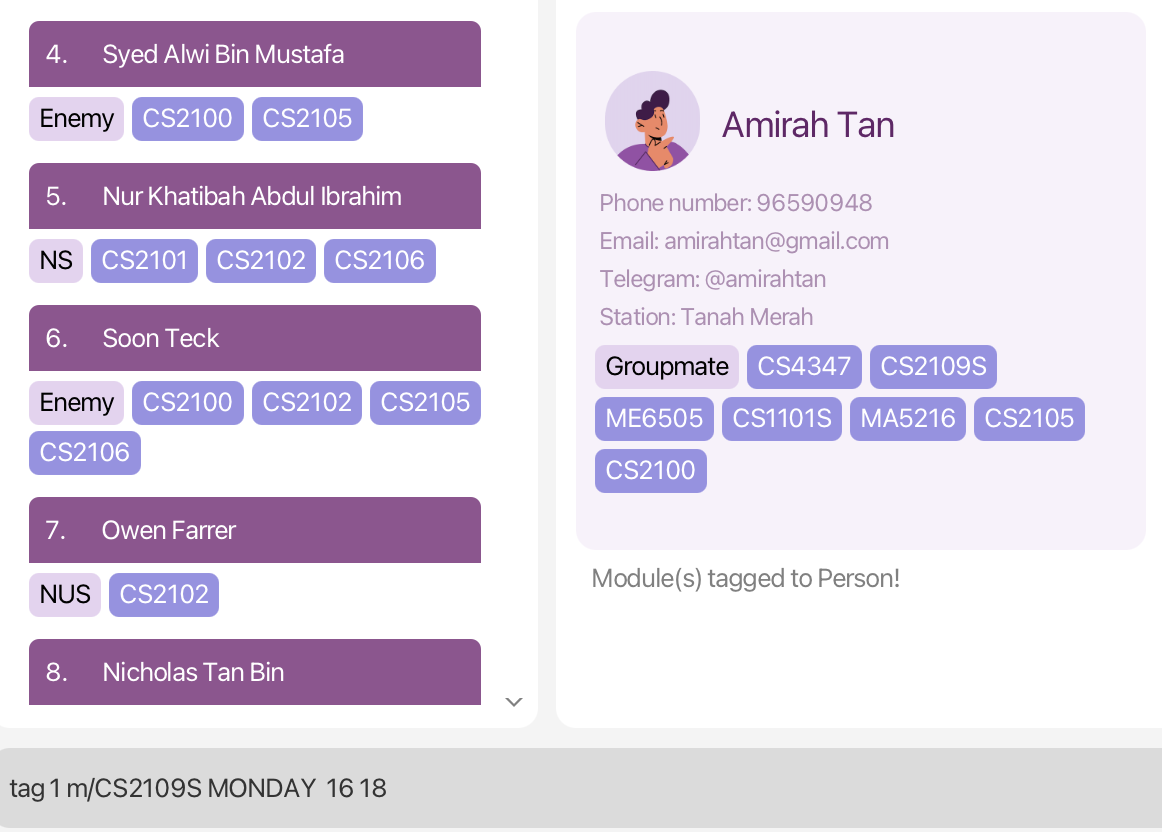 4. Syed Alwi Bin Mustafa
Enemy CS2100 CS2105
5. Nur Khatibah Abdul Ibrahim
NS CS2101 CS2102 CS2106
6. Soon Teck
Enemy CS2100 CS2102 CS2105
CS2106
7. Owen Farrer
NUS CS2102
8. Nicholas Tan Bin
Amirah Tan
Phone number: 96590948
Email: amirahtan@gmail.com
Telegram: @amirahtan
Station: Tanah Merah
Groupmate CS4347 CS2109S
ME6505 CS1101S MA5216 CS2105
CS2100
Module(s) tagged to Person!
tag 1 m/CS2109S MONDAY 16 18